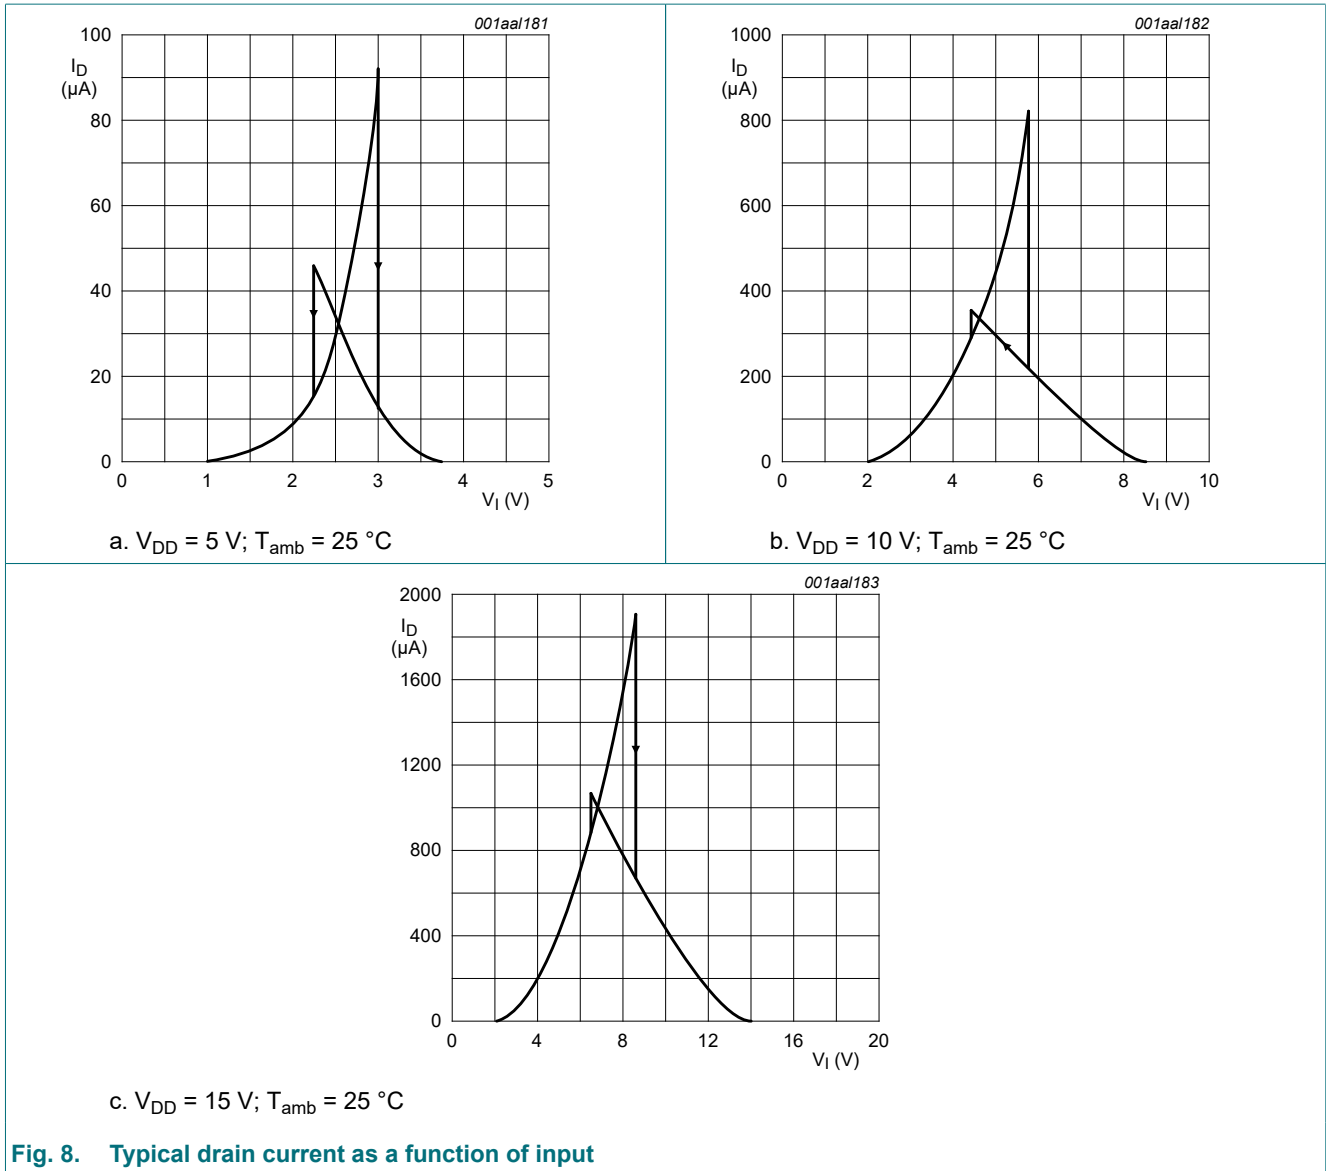 001aal181
100
I_D
(μA)
80
60
40
20
0
0 1 2 3 4 5
V_I (V)
a. V_DD = 5 V; T_amb = 25 °C
001aal182
1000
I_D
(μA)
800
600
400
200
0
0 2 4 6 8 10
V_I (V)
b. V_DD = 10 V; T_amb = 25 °C
001aal183
2000
I_D
(μA)
1600
1200
800
400
0
0 4 8 12 16 20
V_I (V)
c. V_DD = 15 V; T_amb = 25 °C
Fig. 8. Typical drain current as a function of input